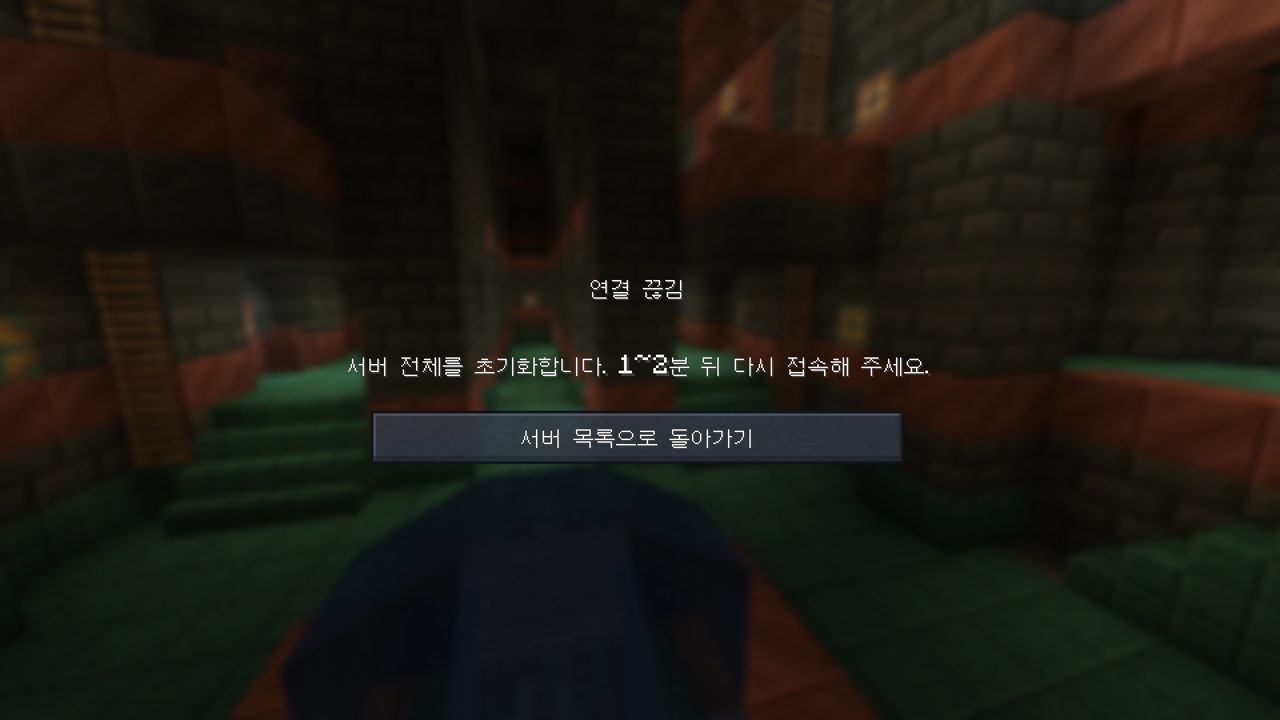 연결 끊김
서버 전체를 초기화합니다. 1~2분 뒤 다시 접속해 주세요.
서버 목록으로 돌아가기